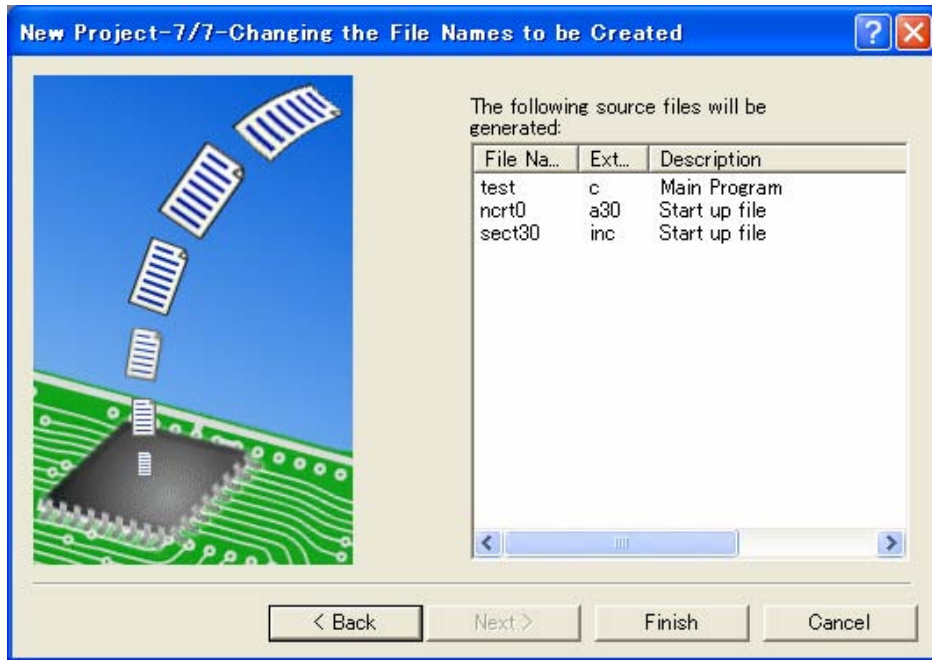 New Project-7/7-Changing the File Names to be Created
The following source files will be
generated:
File Na... Ext... Description
test c Main Program
ncrt0 a30 Start up file
sect30 inc Start up file
< Back Next > Finish Cancel